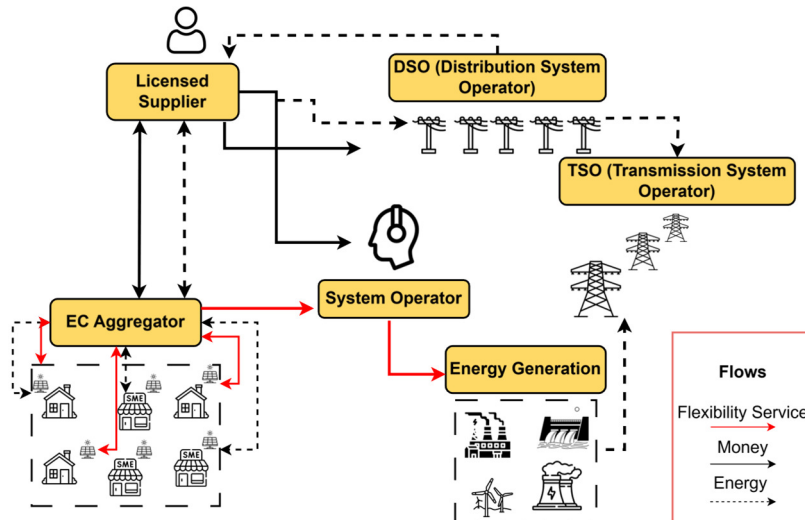 Licensed
Supplier
DSO (Distribution System
Operator)
TSO (Transmission System
Operator)
System Operator
EC Aggregator
Energy Generation
SME
SME
SME
Flows
Flexibility Service
Money
Energy